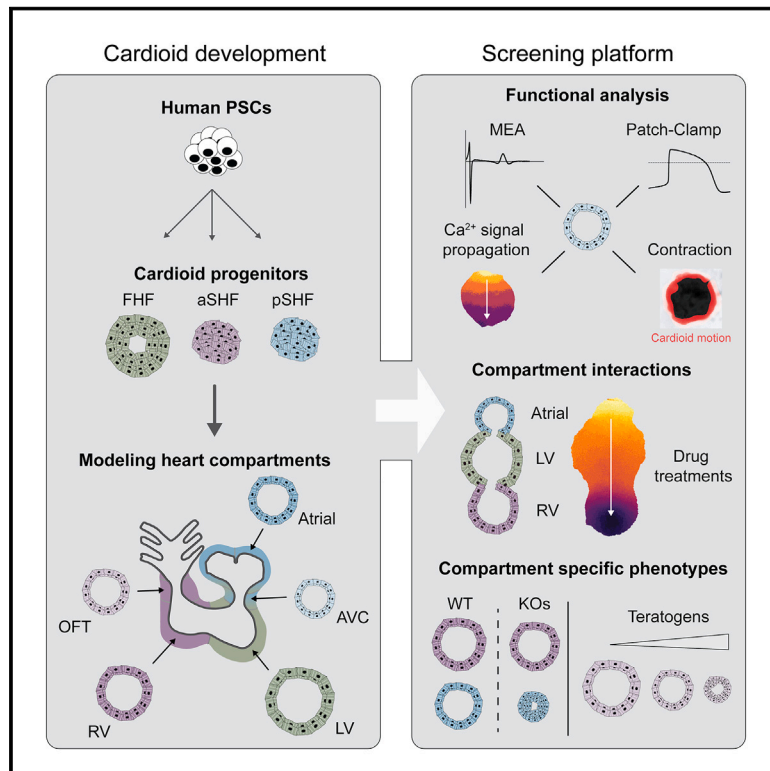 Cardioid development
Human PSCs
Cardioid progenitors
FHF
aSHF
pSHF
Modeling heart compartments
Atrial
OFT
AVC
RV
LV
Screening platform
Functional analysis
MEA
Patch-Clamp
Ca²⁺ signal
propagation
Contraction
Cardioid motion
Compartment interactions
Atrial
LV
RV
Drug
treatments
Compartment specific phenotypes
WT
KOs
Teratogens